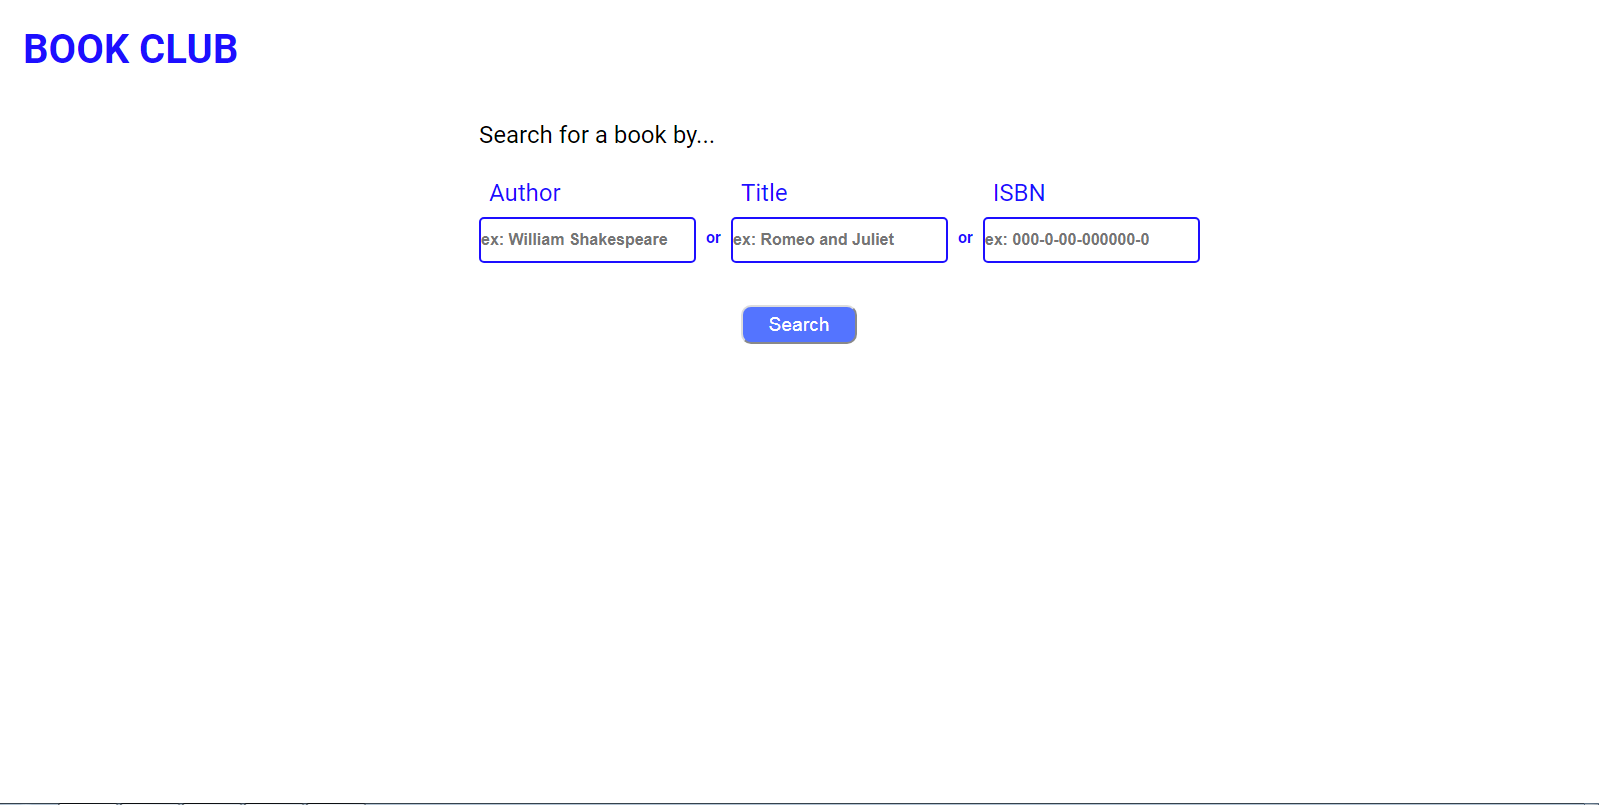 BOOK CLUB
Search for a book by...
Author Title ISBN
ex: William Shakespeare or ex: Romeo and Juliet or ex: 000-0-00-000000-0
Search